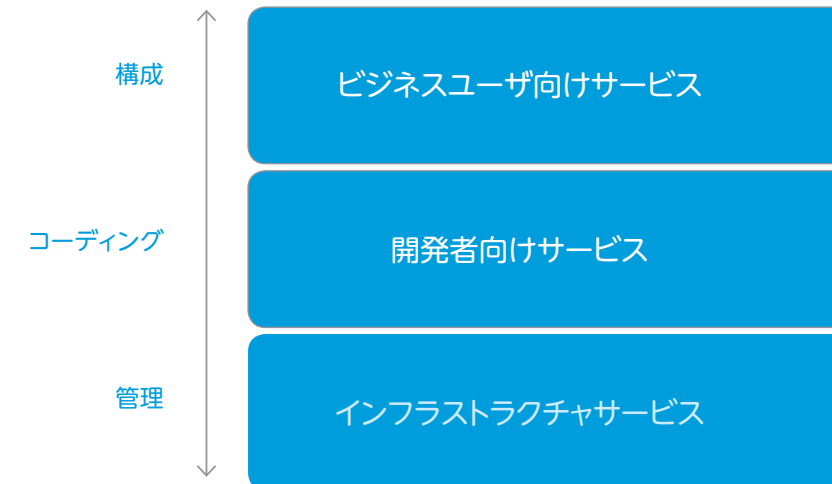 構成
ビジネスユーザ向けサービス
コーディング
開発者向けサービス
管理
インフラストラクチャサービス